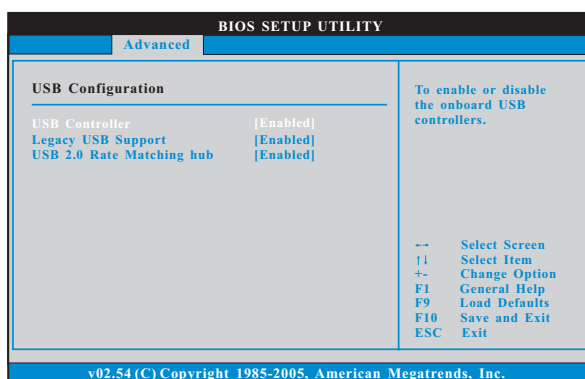 BIOS SETUP UTILITY
Advanced
USB Configuration
USB Controller [Enabled]
Legacy USB Support [Enabled]
USB 2.0 Rate Matching hub [Enabled]
To enable or disable
the onboard USB
controllers.
←→ Select Screen
↑↓ Select Item
+- Change Option
F1 General Help
F9 Load Defaults
F10 Save and Exit
ESC Exit
v02.54 (C) Copyright 1985-2005, American Megatrends, Inc.